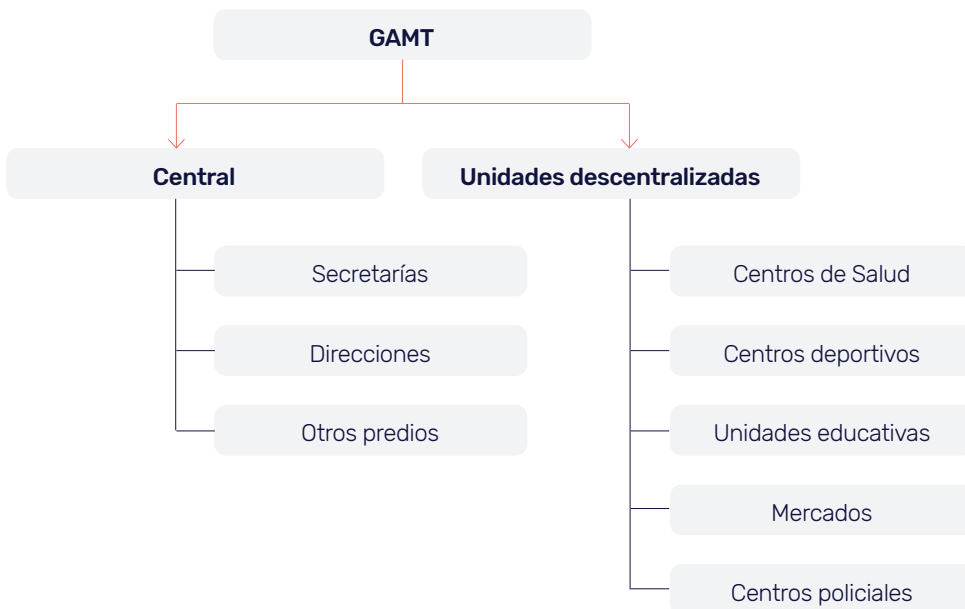 GAMT
Central
Unidades descentralizadas
Secretarías
Direcciones
Otros predios
Centros de Salud
Centros deportivos
Unidades educativas
Mercados
Centros policiales